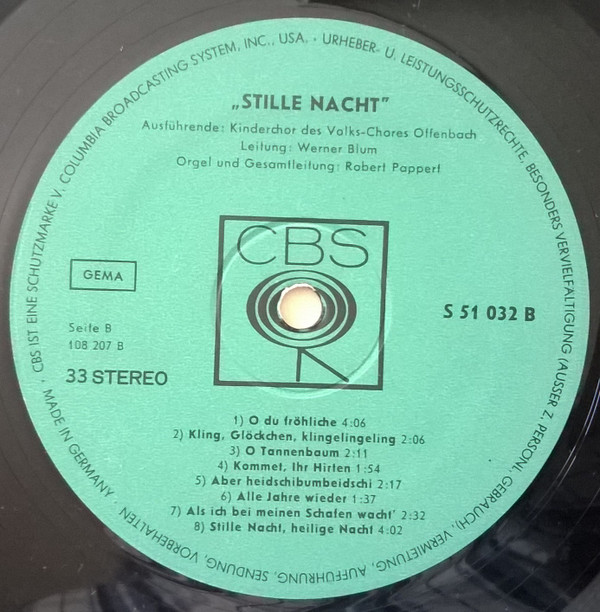 CBS IST EINE SCHUTZMARKE V. COLUMBIA BROADCASTING SYSTEM, INC., USA. · URHEBER- U. LEISTUNGSSCHUTZRECHTE, BESONDERS VERVIELFÄLTIGUNG (AUSSER Z. PERSÖNL. GEBRAUCH), VERMIETUNG, AUFFÜHRUNG, SENDUNG, VORBEHALTEN · MADE IN GERMANY ·
„STILLE NACHT”
Ausführende: Kinderchor des Volks-Chores Offenbach
Leitung: Werner Blum
Orgel und Gesamtleitung: Robert Pappert
CBS
GEMA
S 51 032 B
Seite B
108 207 B
33 STEREO
1) O du fröhliche 4:06
2) Kling, Glöckchen, klingelingeling 2:06
3) O Tannenbaum 2:11
4) Kommet, Ihr Hirten 1:54
5) Aber heidschibumbeidschi 2:17
6) Alle Jahre wieder 1:37
7) Als ich bei meinen Schafen wacht' 2:32
8) Stille Nacht, heilige Nacht 4:02